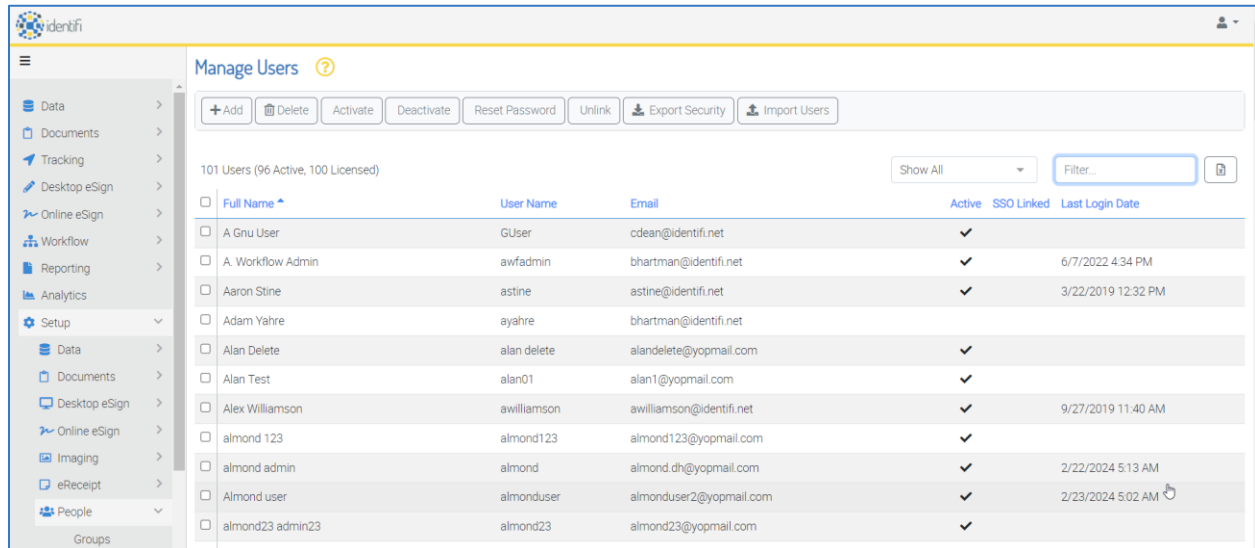 identifi
Manage Users ?
Add Delete Activate Deactivate Reset Password Unlink Export Security Import Users
101 Users (96 Active, 100 Licensed) Show All Filter...
Full Name User Name Email Active SSO Linked Last Login Date
A Gnu User GUser cdean@identifi.net
A. Workflow Admin awfadmin bhartman@identifi.net 6/7/2022 4:34 PM
Aaron Stine astine astine@identifi.net 3/22/2019 12:32 PM
Adam Yahre ayahre bhartman@identifi.net
Alan Delete alan delete alandelete@yopmail.com
Alan Test alan01 alan1@yopmail.com
Alex Williamson awilliamson awilliamson@identifi.net 9/27/2019 11:40 AM
almond 123 almond123 almond123@yopmail.com
almond admin almond almond.dh@yopmail.com 2/22/2024 5:13 AM
Almond user almonduser almonduser2@yopmail.com 2/23/2024 5:02 AM
almond23 admin23 almond23 almond23@yopmail.com
Data
Documents
Tracking
Desktop eSign
Online eSign
Workflow
Reporting
Analytics
Setup
Data
Documents
Desktop eSign
Online eSign
Imaging
eReceipt
People
Groups